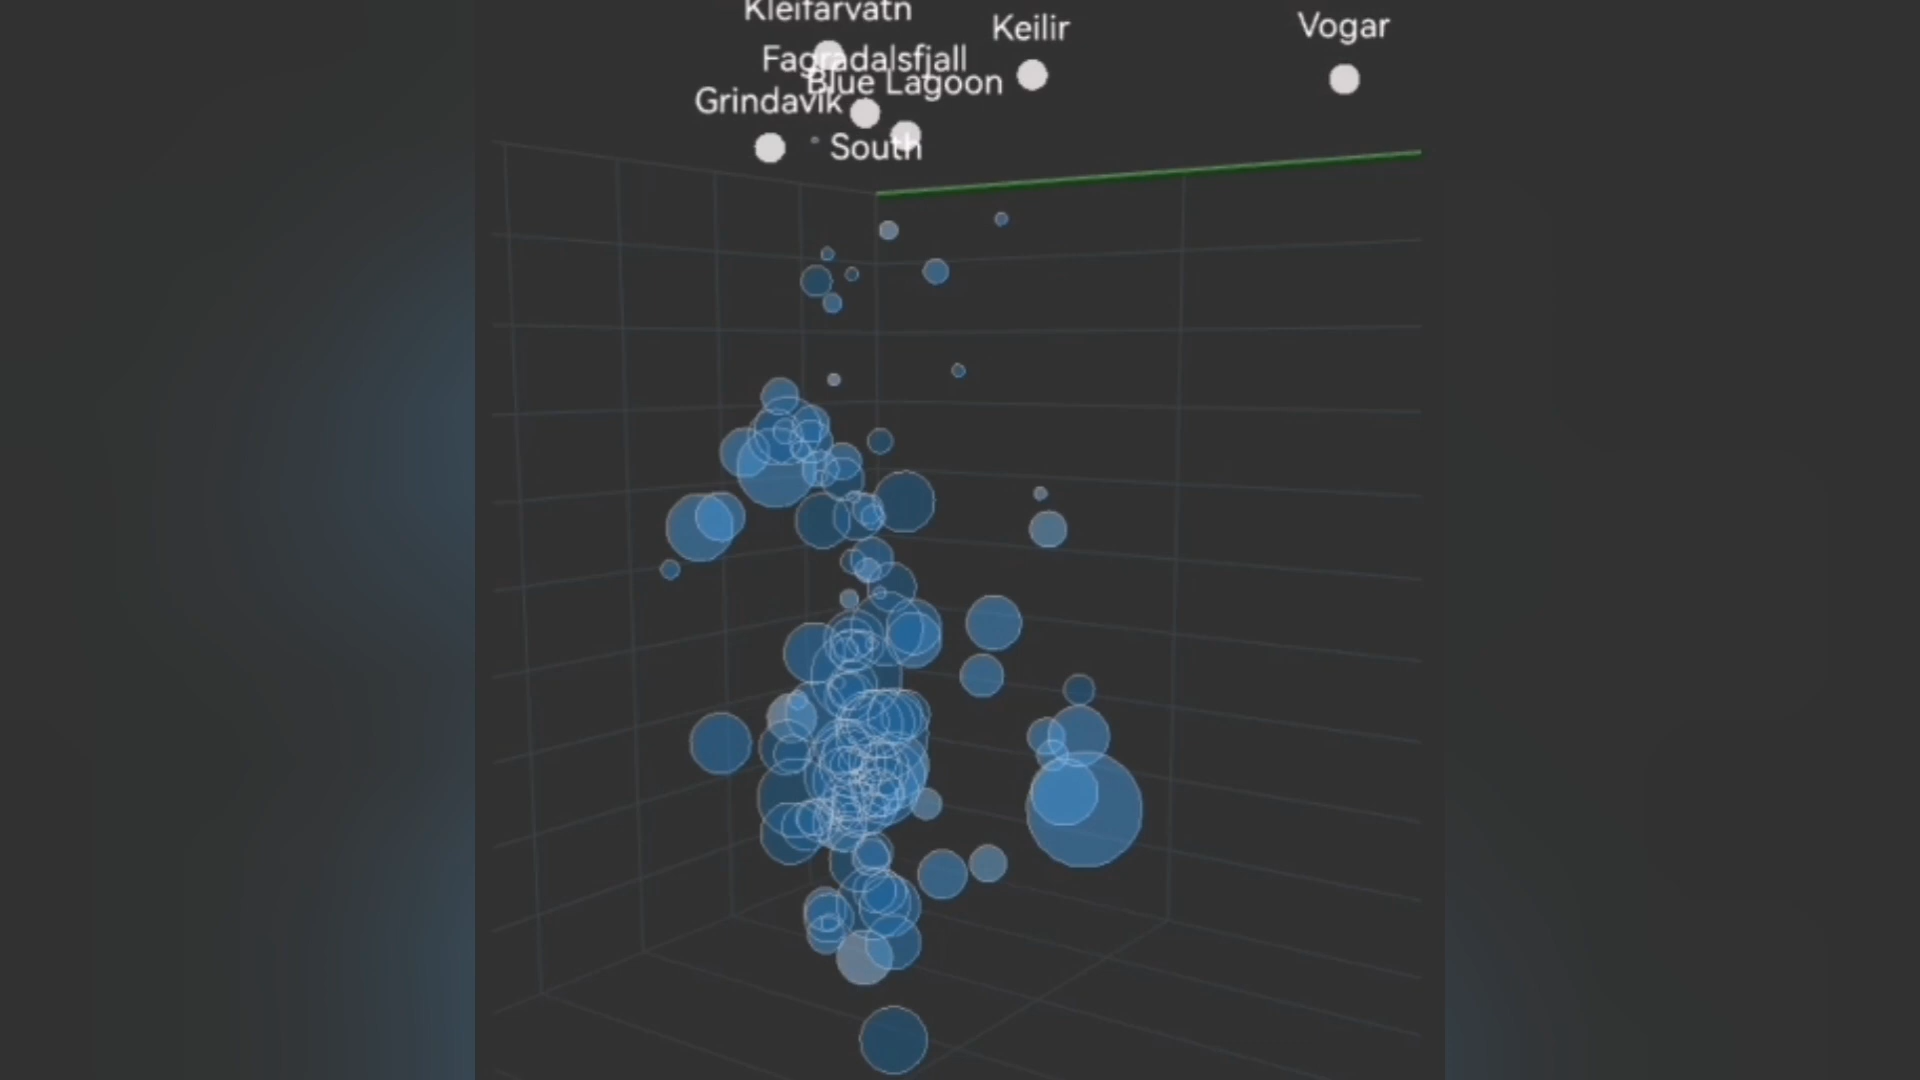 Kleifarvatn
Keilir
Vogar
Fagradalsfjall
Blue Lagoon
Grindavik
South